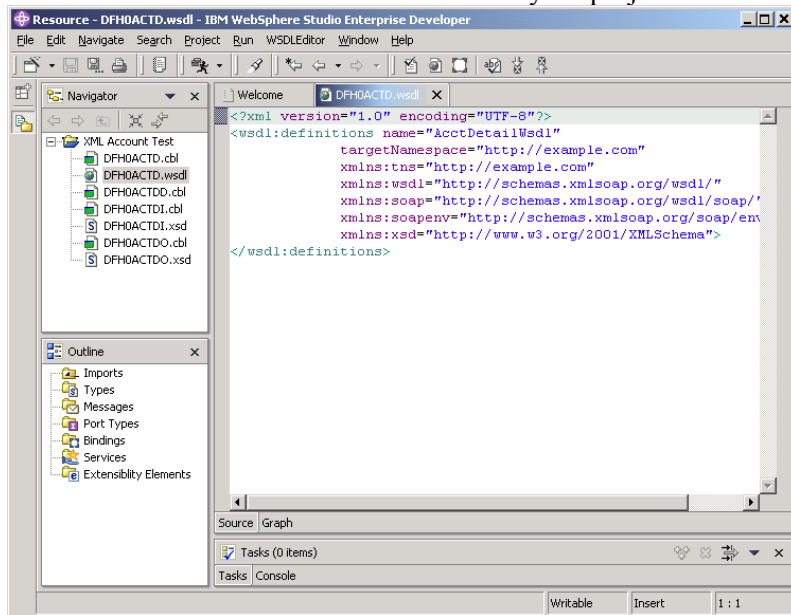 Resource - DFH0ACTD.wsdl - IBM WebSphere Studio Enterprise Developer
File Edit Navigate Search Project Run WSDLEditor Window Help
Navigator
Welcome DFH0ACTD.wsdl
XML Account Test
DFH0ACTD.cbl
DFH0ACTD.wsdl
DFH0ACTDD.cbl
DFH0ACTDI.cbl
DFH0ACTDI.xsd
DFH0ACTDO.cbl
DFH0ACTDO.xsd
<?xml version="1.0" encoding="UTF-8"?>
<wsdl:definitions name="AcctDetailWsdl"
targetNamespace="http://example.com"
xmlns:tns="http://example.com"
xmlns:wsdl="http://schemas.xmlsoap.org/wsdl/"
xmlns:soap="http://schemas.xmlsoap.org/wsdl/soap/"
xmlns:soapenv="http://schemas.xmlsoap.org/soap/env
xmlns:xsd="http://www.w3.org/2001/XMLSchema">
</wsdl:definitions>
Outline
Imports
Types
Messages
Port Types
Bindings
Services
Extensiblity Elements
Source Graph
Tasks (0 items)
Tasks Console
Writable Insert 1 : 1